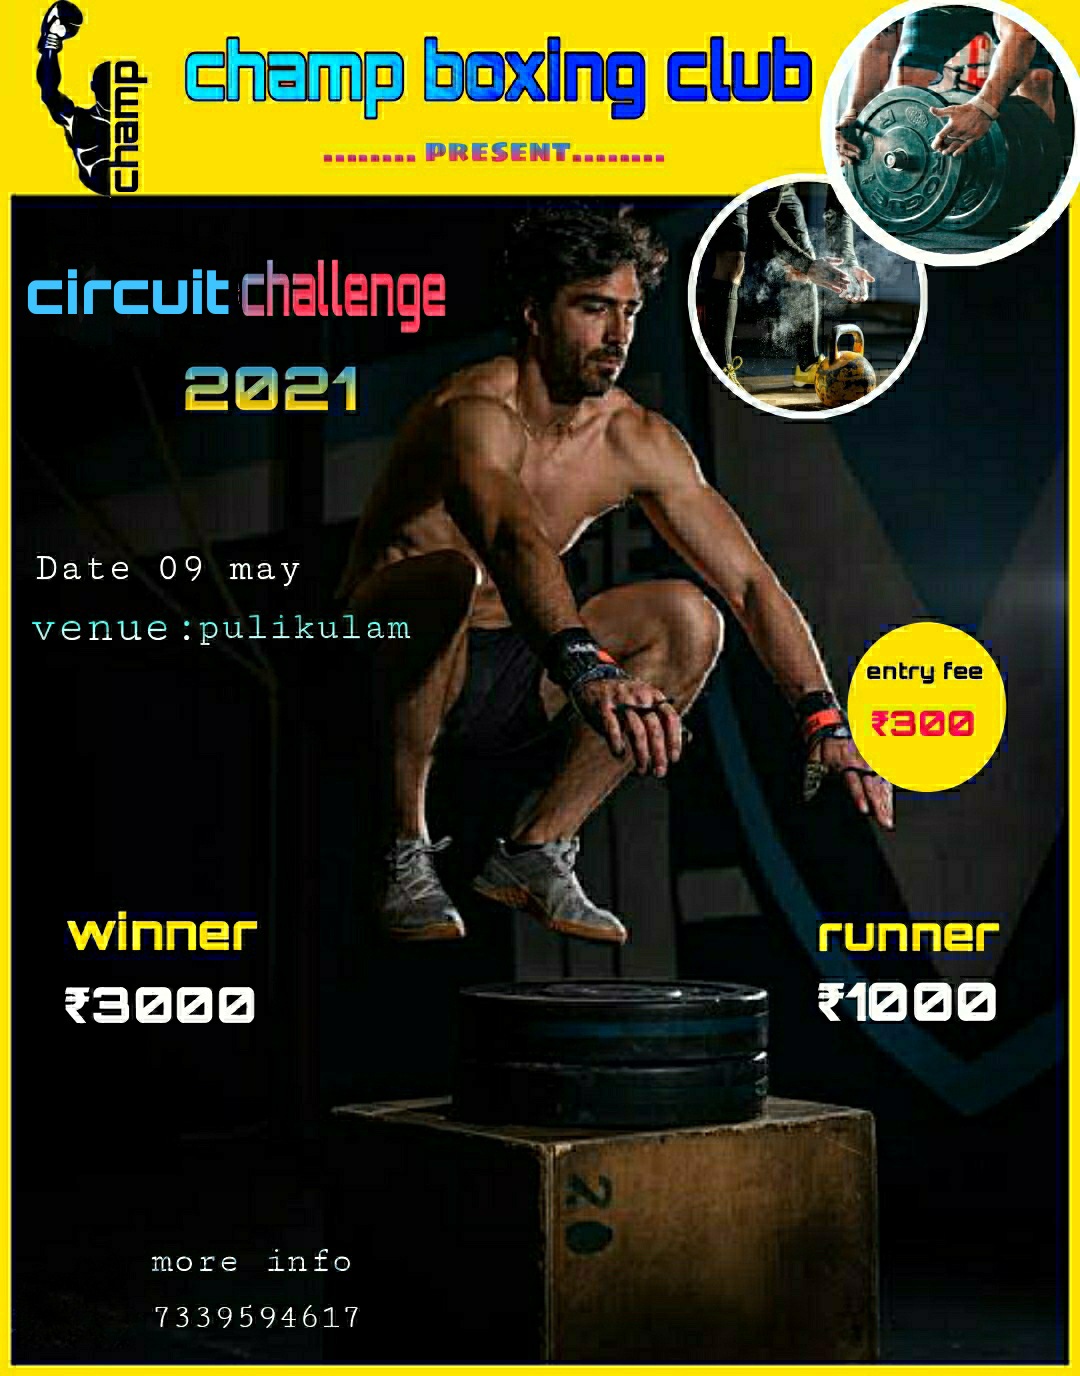 champ
champ boxing club
........ PRESENT........
circuit challenge
2021
Date 09 may
venue:pulikulam
entry fee
₹300
winner
₹3000
runner
₹1000
20
more info
7339594617